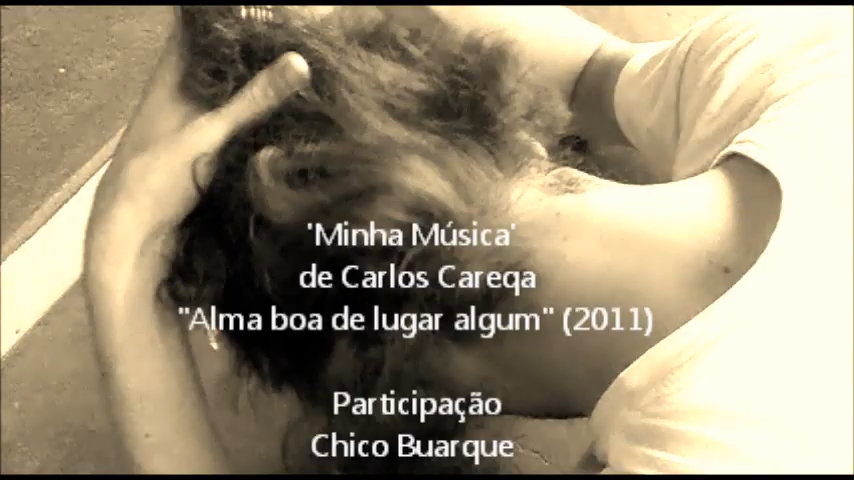 'Minha Música'
de Carlos Careqa
"Alma boa de lugar algum" (2011)
Participação
Chico Buarque